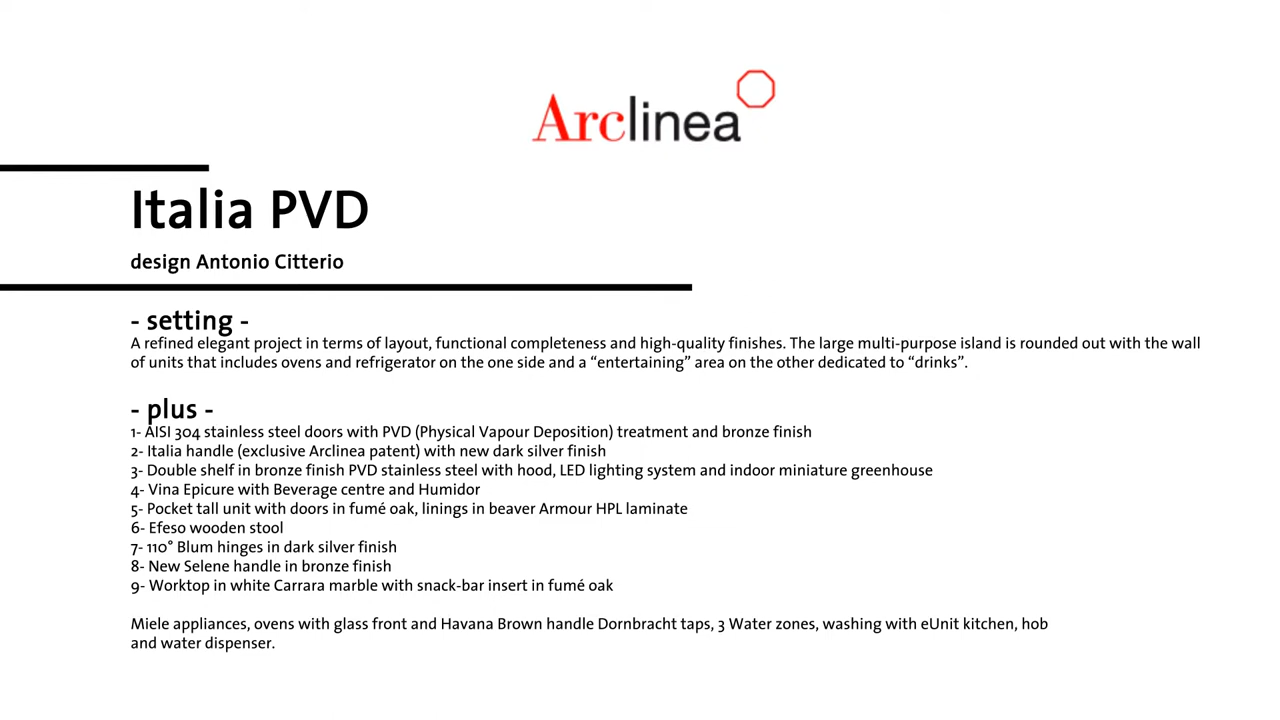 Arclinea
Italia PVD
design Antonio Citterio
- setting -
A refined elegant project in terms of layout, functional completeness and high-quality finishes. The large multi-purpose island is rounded out with the wall
of units that includes ovens and refrigerator on the one side and a “entertaining” area on the other dedicated to “drinks”.
- plus -
1- AISI 304 stainless steel doors with PVD (Physical Vapour Deposition) treatment and bronze finish
2- Italia handle (exclusive Arclinea patent) with new dark silver finish
3- Double shelf in bronze finish PVD stainless steel with hood, LED lighting system and indoor miniature greenhouse
4- Vina Epicure with Beverage centre and Humidor
5- Pocket tall unit with doors in fumé oak, linings in beaver Armour HPL laminate
6- Efeso wooden stool
7- 110° Blum hinges in dark silver finish
8- New Selene handle in bronze finish
9- Worktop in white Carrara marble with snack-bar insert in fumé oak
Miele appliances, ovens with glass front and Havana Brown handle Dornbracht taps, 3 Water zones, washing with eUnit kitchen, hob
and water dispenser.